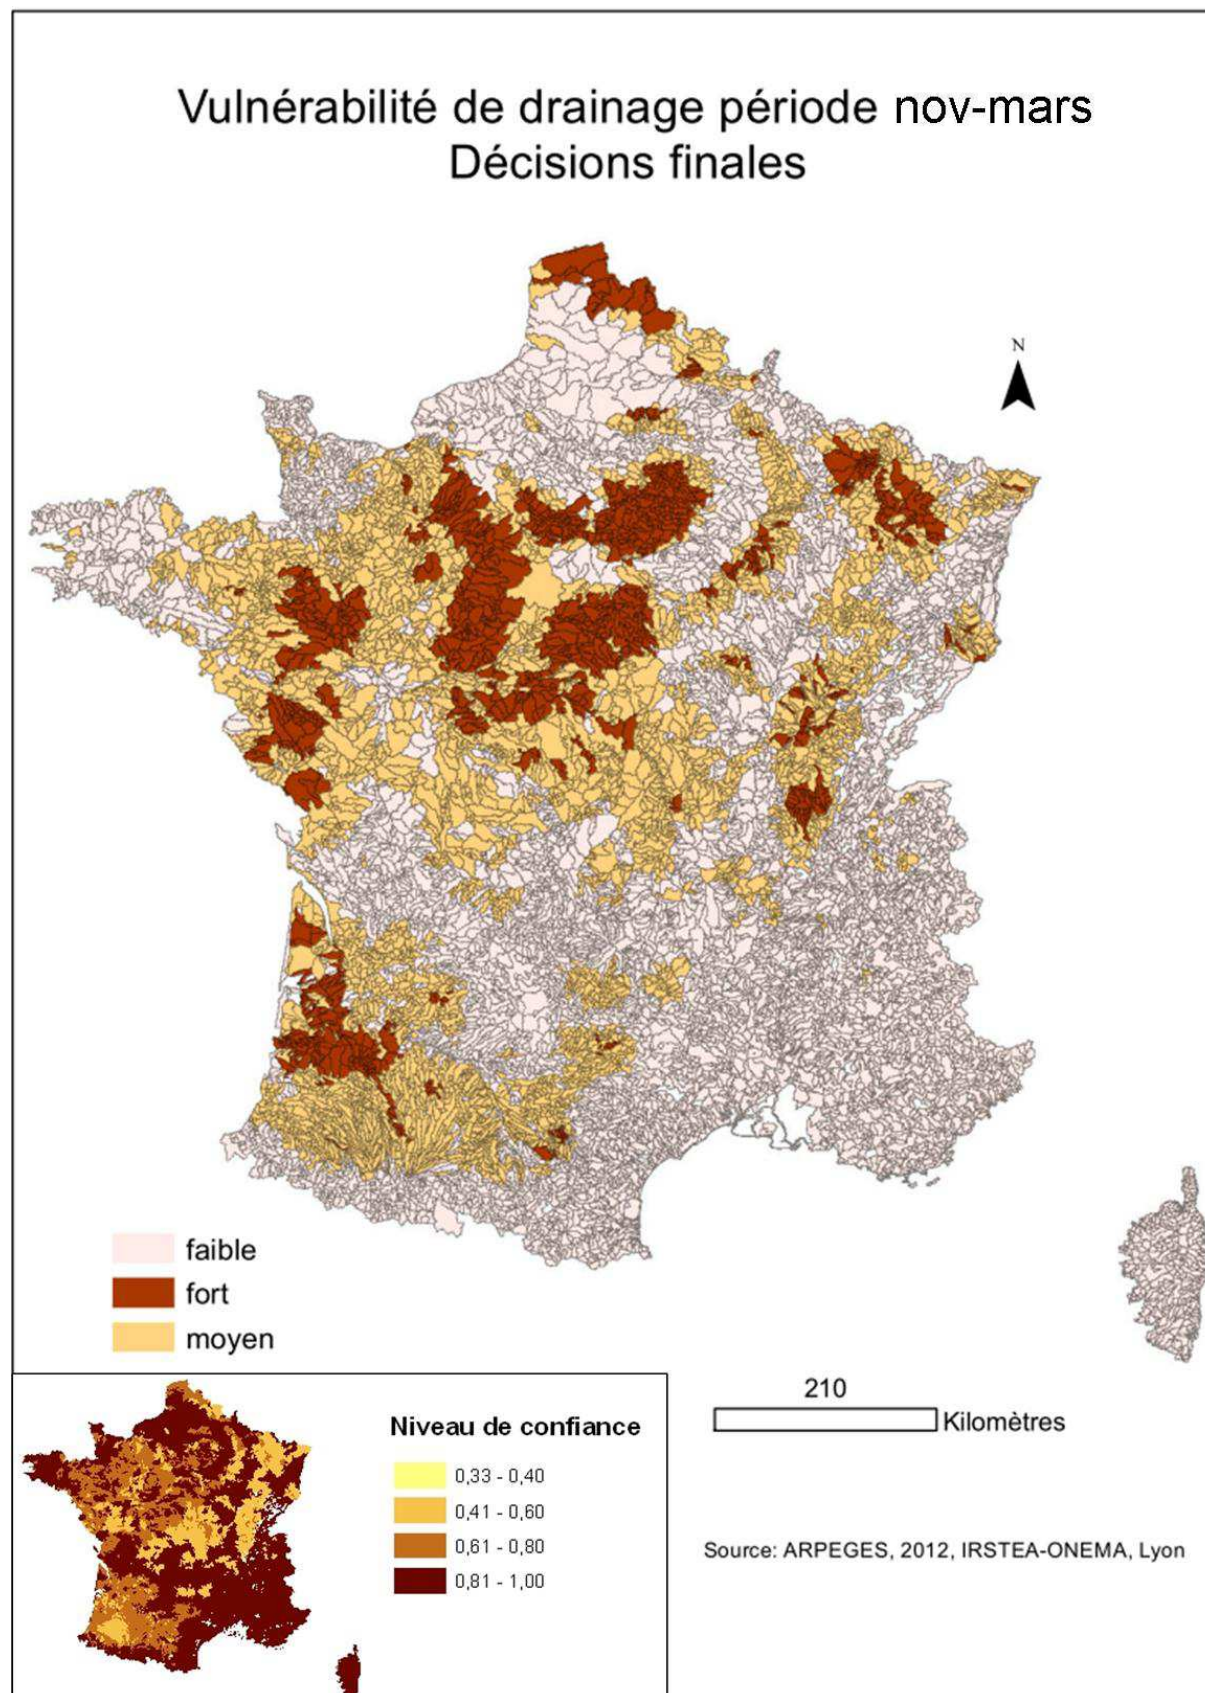 Vulnérabilité de drainage période nov-mars
Décisions finales
N
faible
fort
moyen
210
Kilomètres
Niveau de confiance
0,33 - 0,40
0,41 - 0,60
0,61 - 0,80
0,81 - 1,00
Source: ARPEGES, 2012, IRSTEA-ONEMA, Lyon